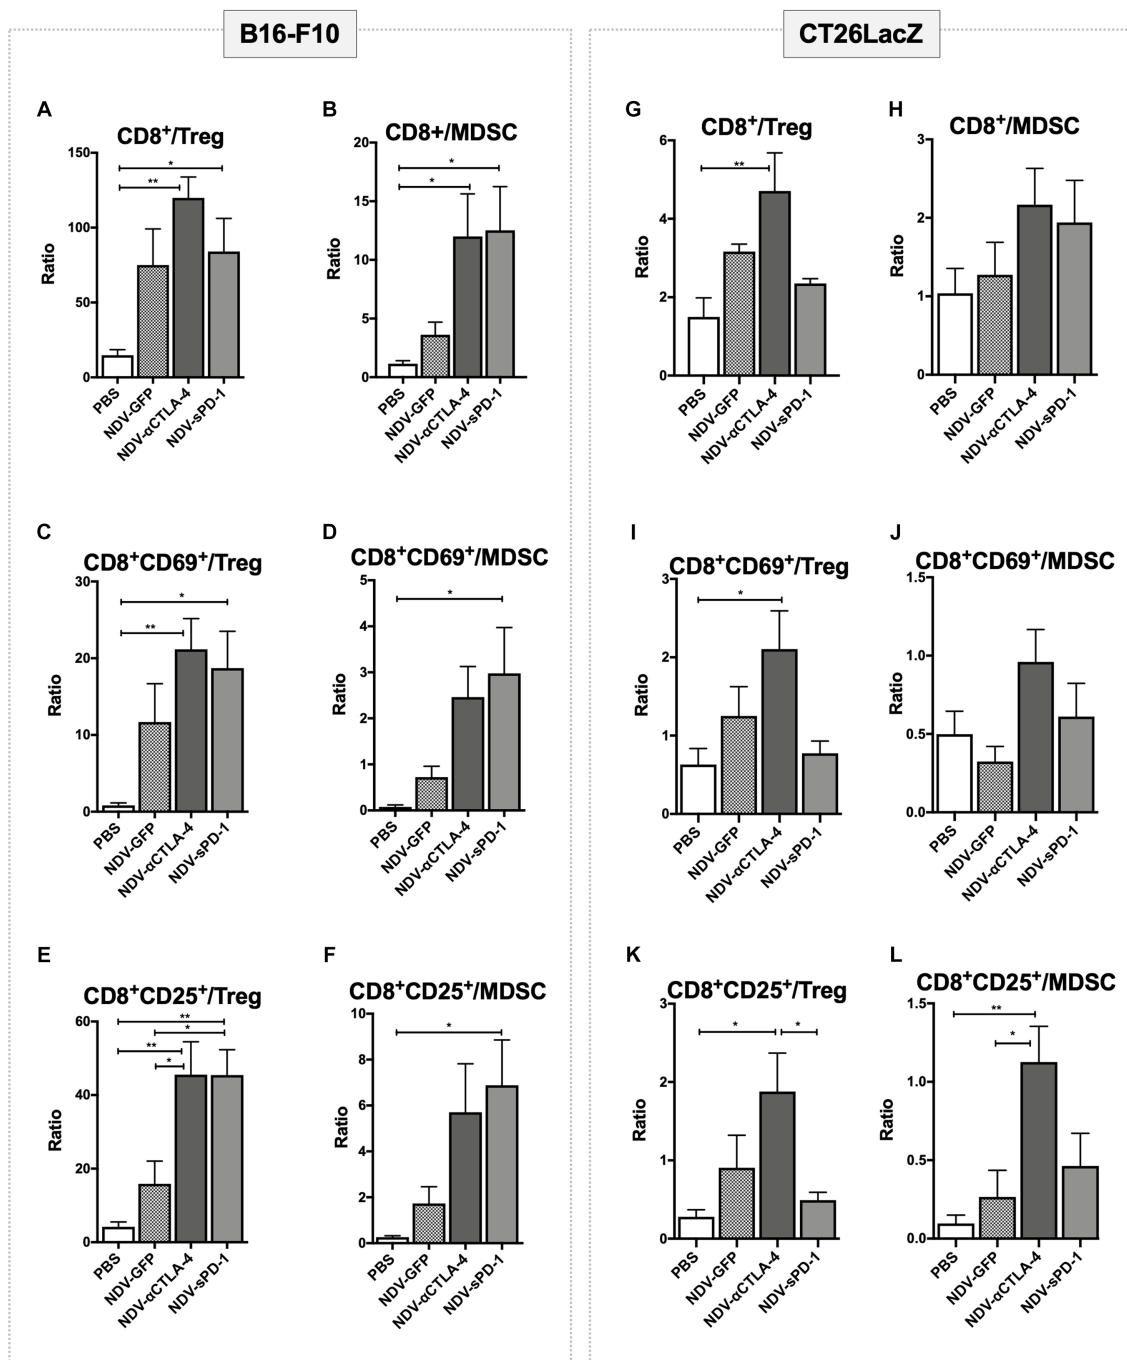 B16-F10
CT26LacZ
A
CD8⁺/Treg
Ratio
150
100
50
0
**
*
PBS
NDV-GFP
NDV-αCTLA-4
NDV-sPD-1
B
CD8+/MDSC
Ratio
20
15
10
5
0
*
*
PBS
NDV-GFP
NDV-αCTLA-4
NDV-sPD-1
G
CD8⁺/Treg
Ratio
6
4
2
0
**
PBS
NDV-GFP
NDV-αCTLA-4
NDV-sPD-1
H
CD8⁺/MDSC
Ratio
3
2
1
0
PBS
NDV-GFP
NDV-αCTLA-4
NDV-sPD-1
C
CD8⁺CD69⁺/Treg
Ratio
30
20
10
0
*
**
PBS
NDV-GFP
NDV-αCTLA-4
NDV-sPD-1
D
CD8⁺CD69⁺/MDSC
Ratio
5
4
3
2
1
0
*
PBS
NDV-GFP
NDV-αCTLA-4
NDV-sPD-1
I
CD8⁺CD69⁺/Treg
Ratio
3
2
1
0
*
PBS
NDV-GFP
NDV-αCTLA-4
NDV-sPD-1
J
CD8⁺CD69⁺/MDSC
Ratio
1.5
1.0
0.5
0.0
PBS
NDV-GFP
NDV-αCTLA-4
NDV-sPD-1
E
CD8⁺CD25⁺/Treg
Ratio
60
40
20
0
**
*
**
*
PBS
NDV-GFP
NDV-αCTLA-4
NDV-sPD-1
F
CD8⁺CD25⁺/MDSC
Ratio
10
8
6
4
2
0
*
PBS
NDV-GFP
NDV-αCTLA-4
NDV-sPD-1
K
CD8⁺CD25⁺/Treg
Ratio
3
2
1
0
*
*
PBS
NDV-GFP
NDV-αCTLA-4
NDV-sPD-1
L
CD8⁺CD25⁺/MDSC
Ratio
1.5
1.0
0.5
0.0
**
*
PBS
NDV-GFP
NDV-αCTLA-4
NDV-sPD-1